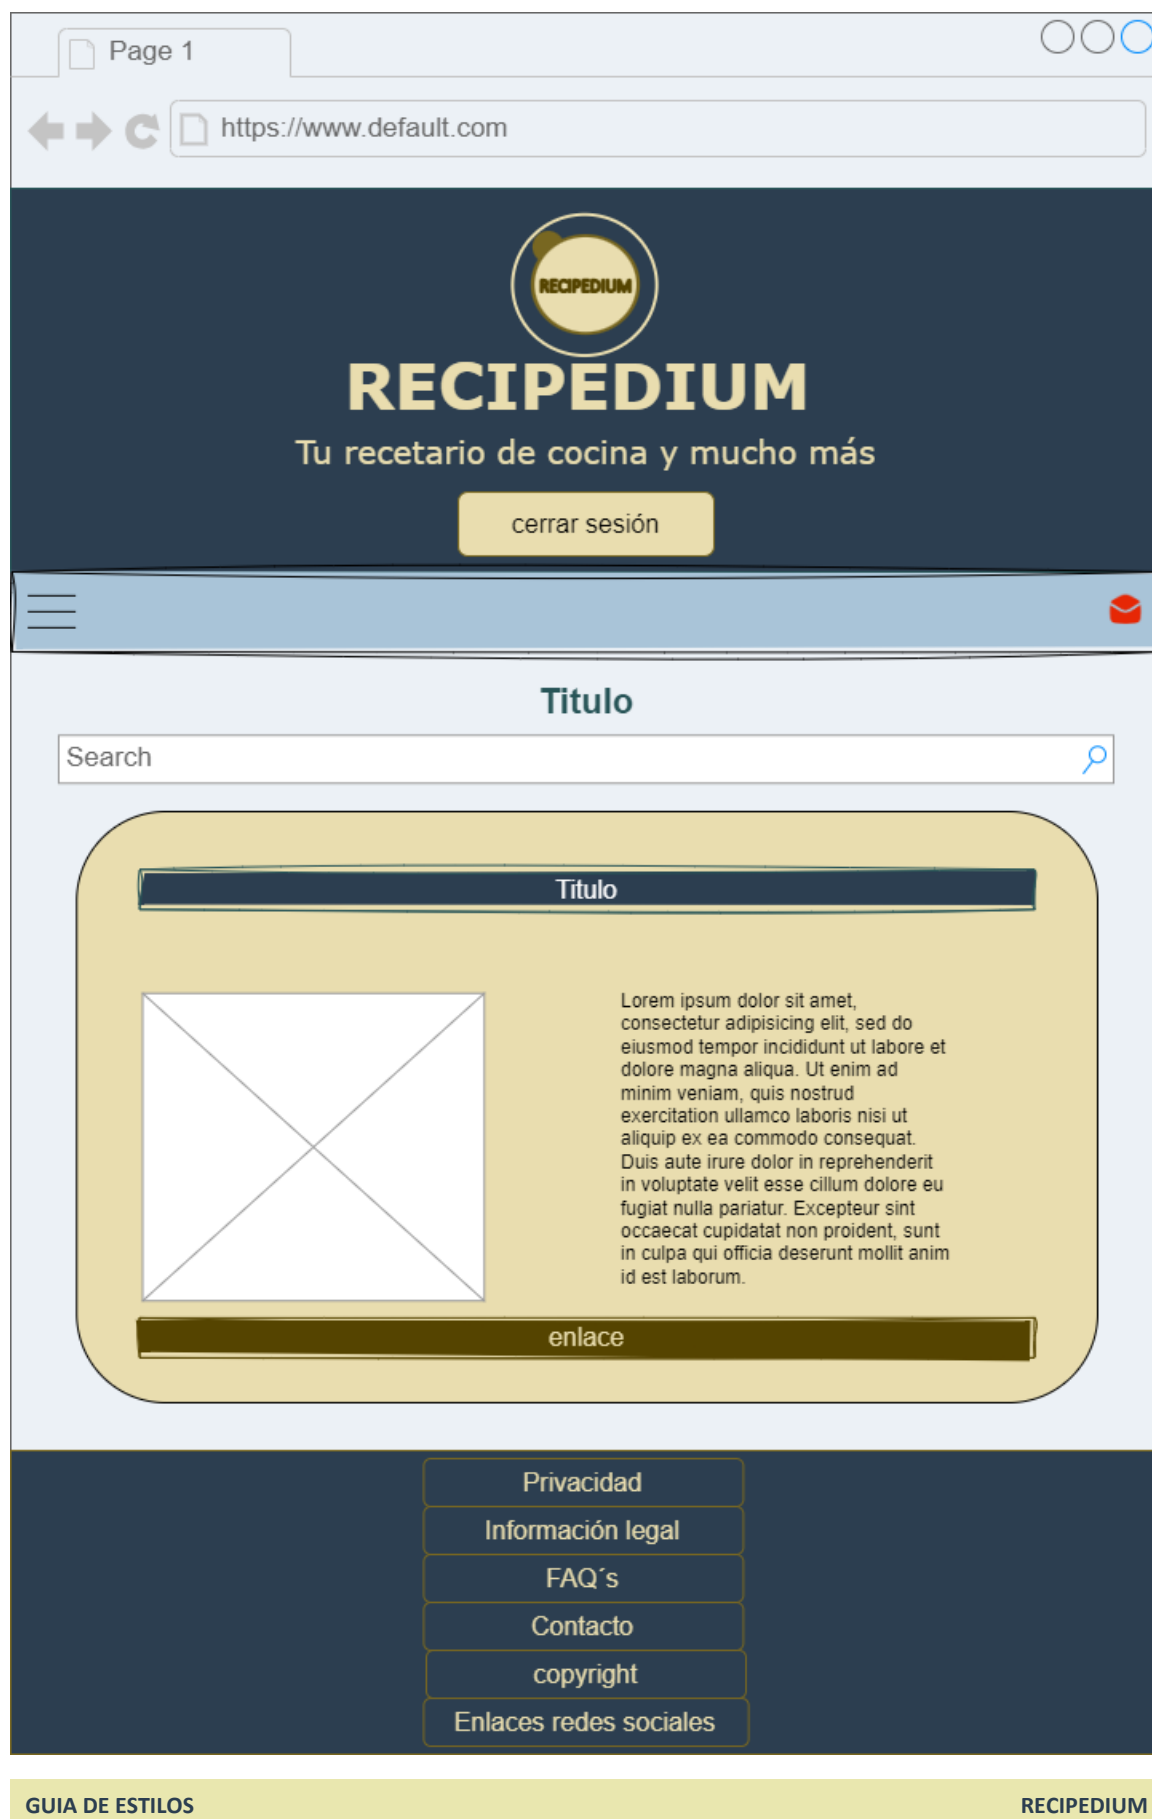 Page 1
https://www.default.com
RECIPEDIUM
RECIPEDIUM
Tu recetario de cocina y mucho más
cerrar sesión
Titulo
Search
Titulo
Lorem ipsum dolor sit amet,
consectetur adipisicing elit, sed do
eiusmod tempor incididunt ut labore et
dolore magna aliqua. Ut enim ad
minim veniam, quis nostrud
exercitation ullamco laboris nisi ut
aliquip ex ea commodo consequat.
Duis aute irure dolor in reprehenderit
in voluptate velit esse cillum dolore eu
fugiat nulla pariatur. Excepteur sint
occaecat cupidatat non proident, sunt
in culpa qui officia deserunt mollit anim
id est laborum.
enlace
Privacidad
Información legal
FAQ´s
Contacto
copyright
Enlaces redes sociales
GUIA DE ESTILOS RECIPEDIUM